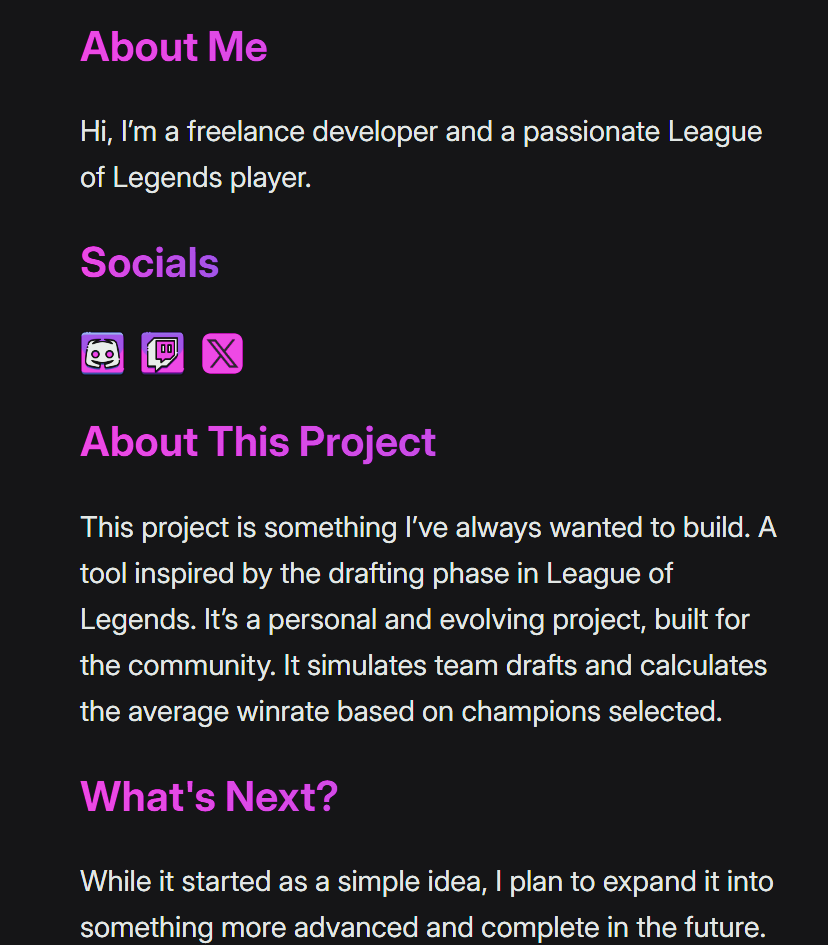 About Me
Hi, I’m a freelance developer and a passionate League
of Legends player.
Socials
About This Project
This project is something I’ve always wanted to build. A
tool inspired by the drafting phase in League of
Legends. It’s a personal and evolving project, built for
the community. It simulates team drafts and calculates
the average winrate based on champions selected.
What's Next?
While it started as a simple idea, I plan to expand it into
something more advanced and complete in the future.